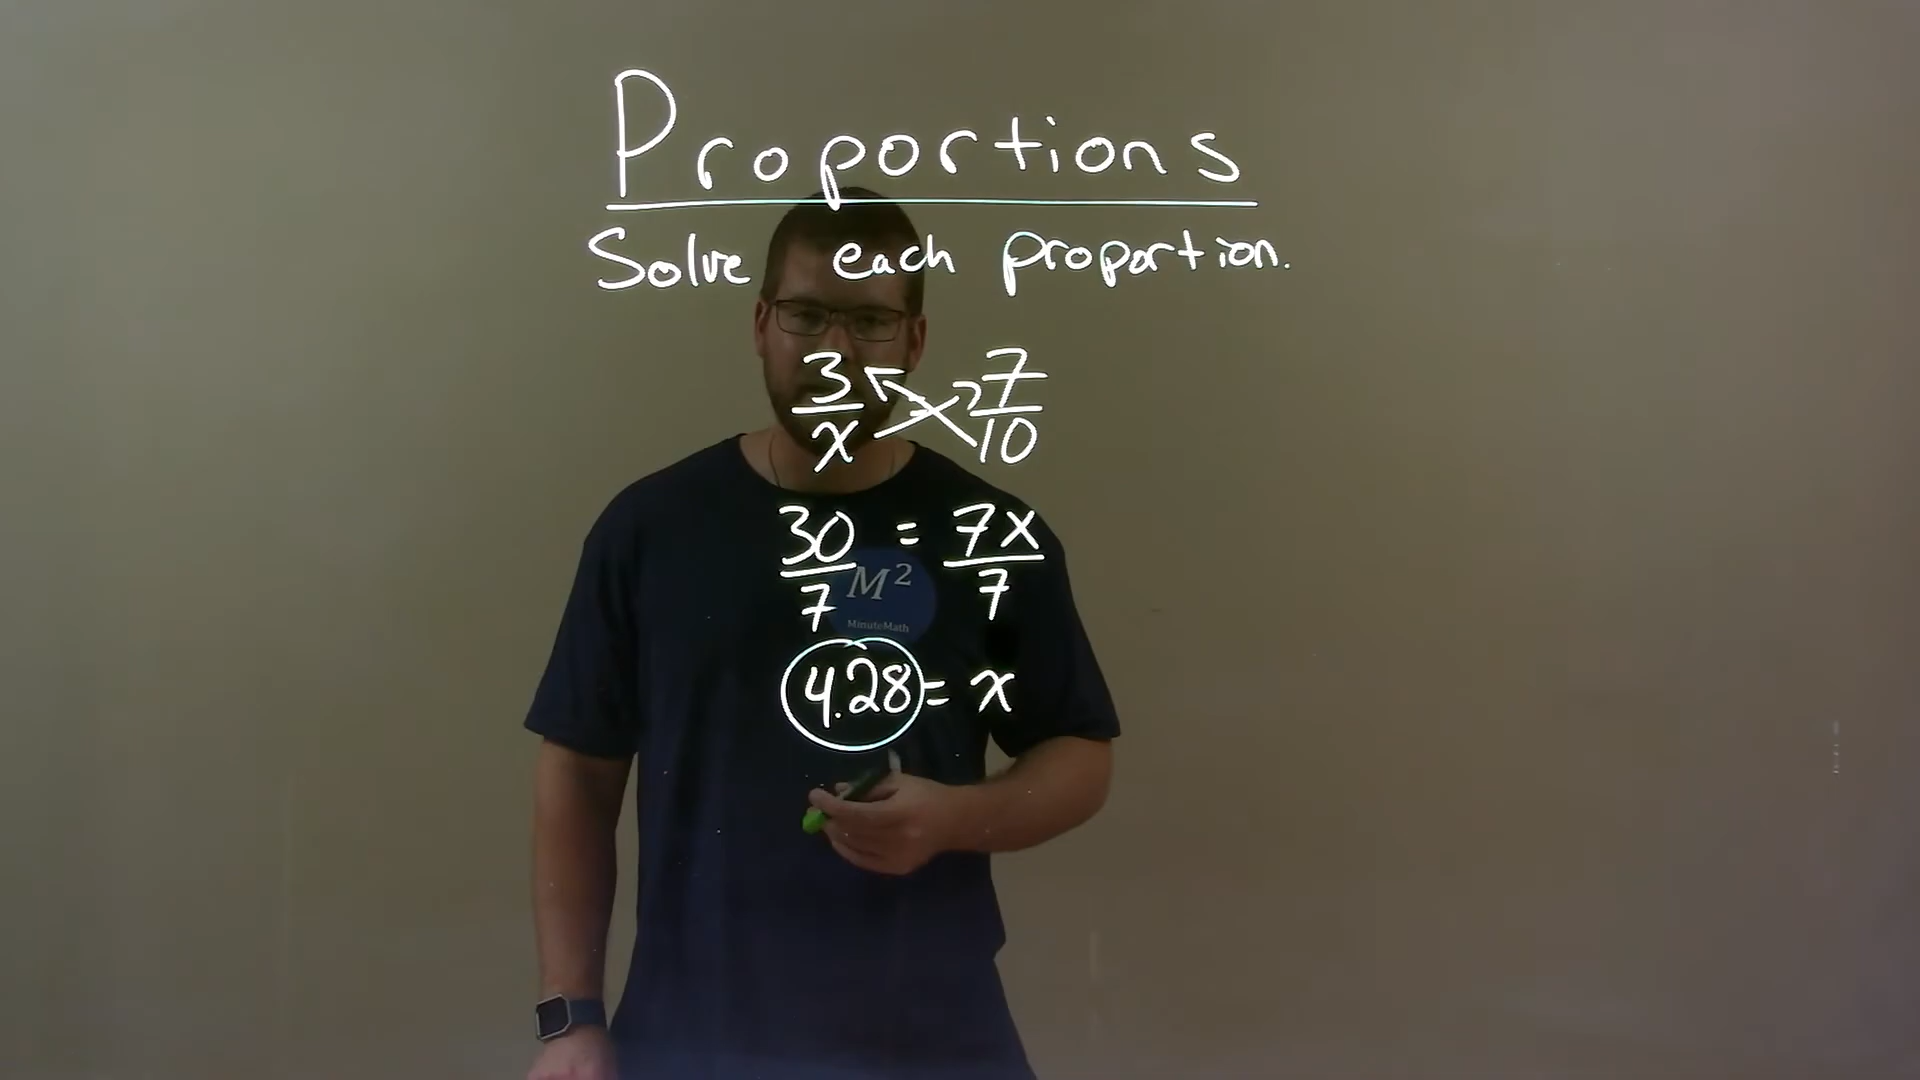 Proportions
Solve each proportion.
3/x = 7/10
30/7 = 7x/7
M²
MinuteMath
4.28 = x